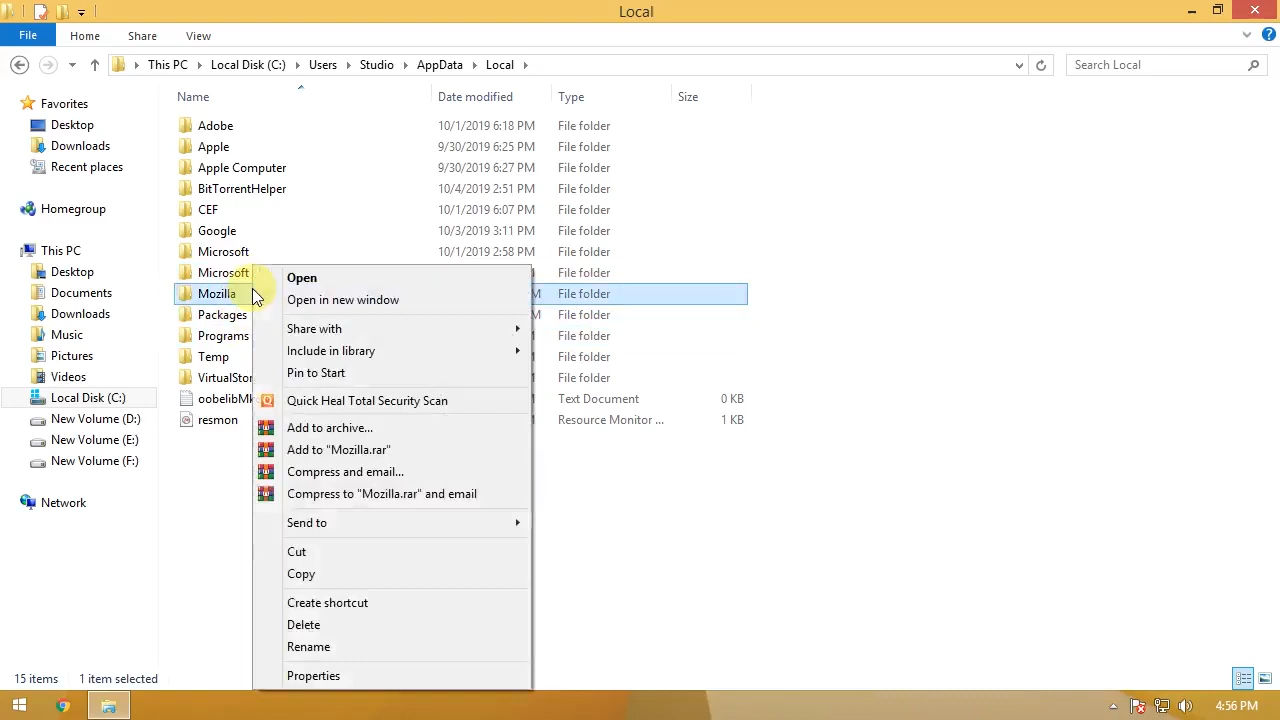 Local
File
Home
Share
View
This PC
Local Disk (C:)
Users
Studio
AppData
Local
Search Local
Name
Date modified
Type
Size
Favorites
Desktop
Downloads
Recent places
Homegroup
This PC
Desktop
Documents
Downloads
Music
Pictures
Videos
Local Disk (C:)
New Volume (D:)
New Volume (E:)
New Volume (F:)
Network
Adobe 10/1/2019 6:18 PM File folder
Apple 9/30/2019 6:25 PM File folder
Apple Computer 9/30/2019 6:27 PM File folder
BitTorrentHelper 10/4/2019 2:51 PM File folder
CEF 10/1/2019 6:07 PM File folder
Google 10/3/2019 3:11 PM File folder
Microsoft 10/1/2019 2:58 PM File folder
Microsoft File folder
Mozilla M File folder
Packages M File folder
Programs File folder
Temp File folder
File folder
Text Document 0 KB
resmon Resource Monitor ... 1 KB
Open
Open in new window
Share with
Include in library
Pin to Start
Quick Heal Total Security Scan
Add to archive...
Add to "Mozilla.rar"
Compress and email...
Compress to "Mozilla.rar" and email
Send to
Cut
Copy
Create shortcut
Delete
Rename
Properties
15 items
1 item selected
4:56 PM